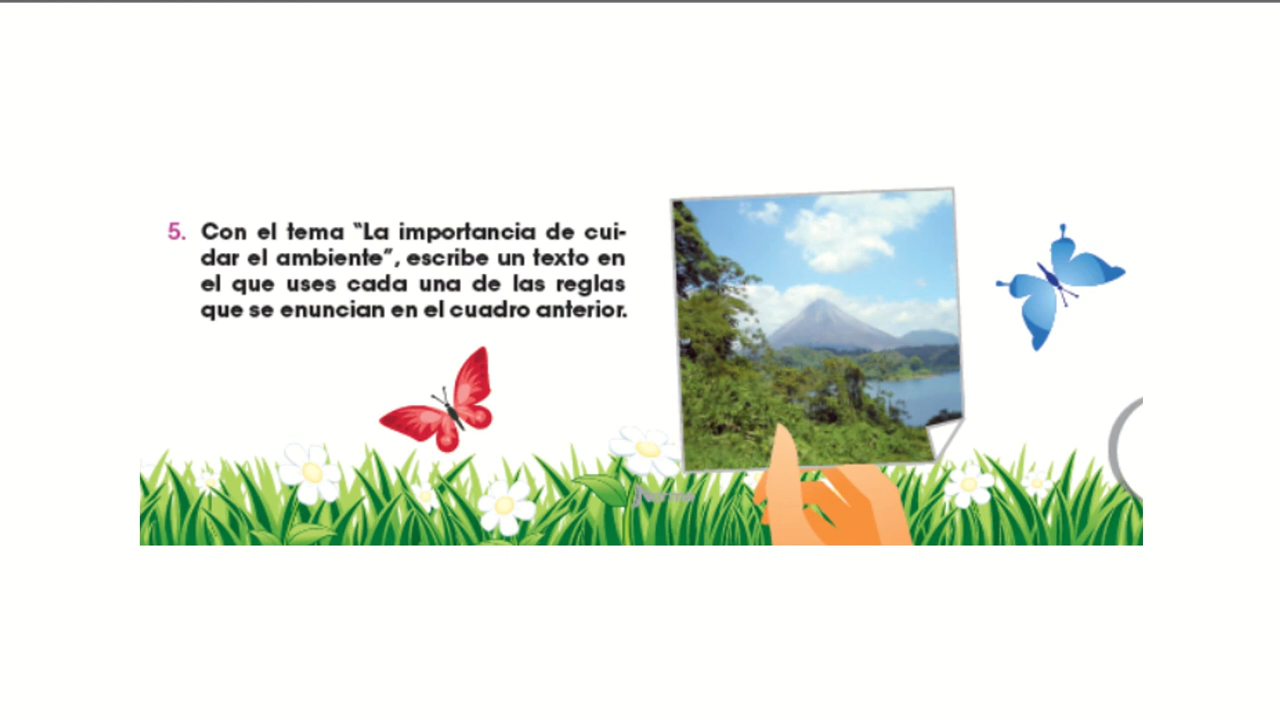 5. Con el tema “La importancia de cui-
dar el ambiente”, escribe un texto en
el que uses cada una de las reglas
que se enuncian en el cuadro anterior.